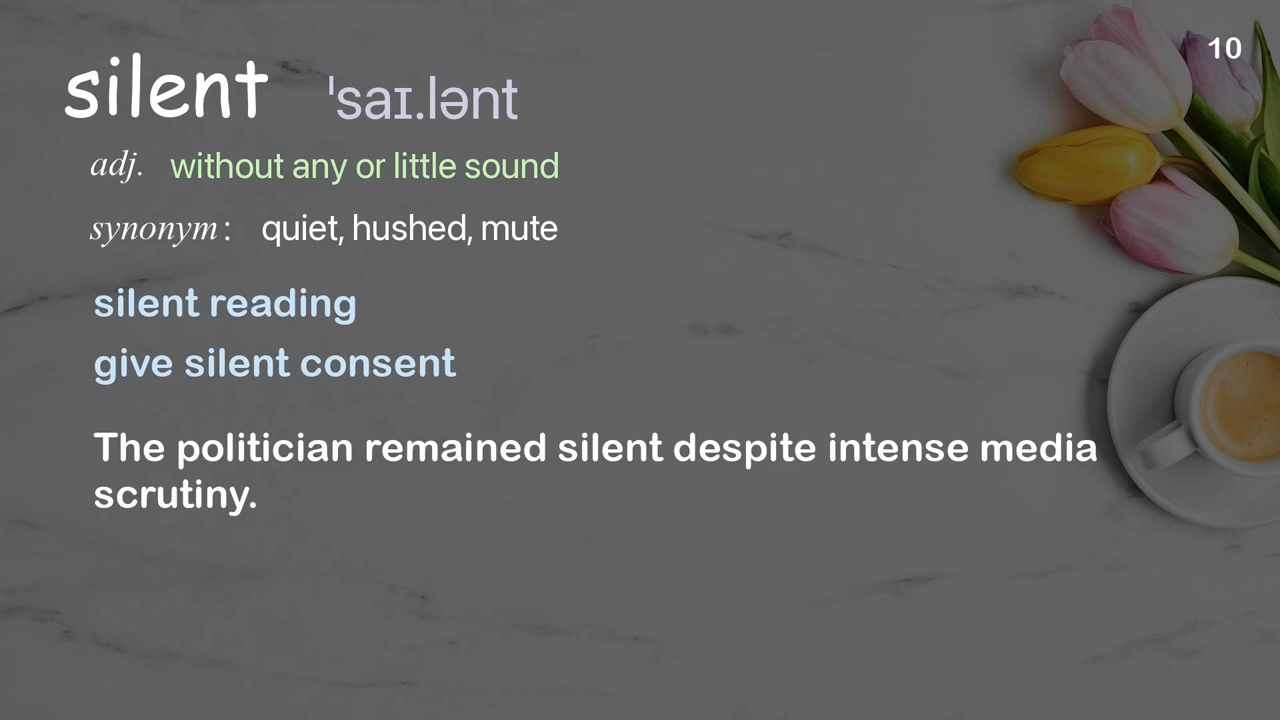 10
silent ˈsaɪ.lənt
adj. without any or little sound
synonym: quiet, hushed, mute
silent reading
give silent consent
The politician remained silent despite intense media
scrutiny.